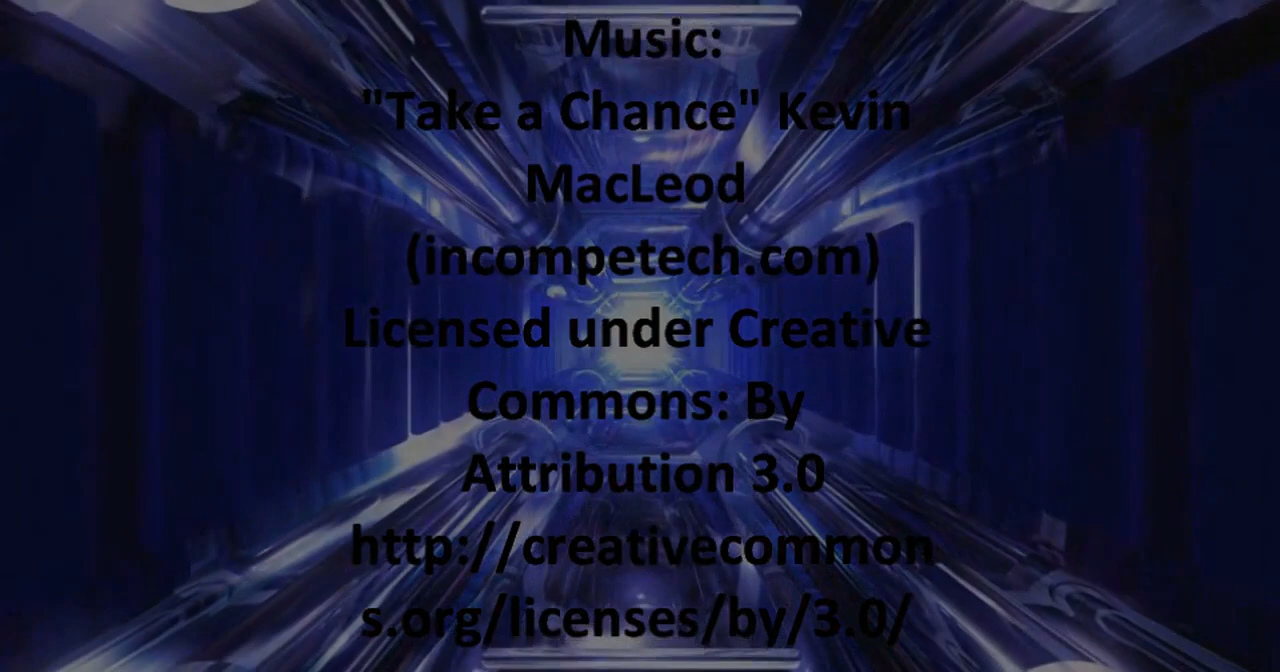 Music:
"Take a Chance" Kevin
MacLeod
(incompetech.com)
Licensed under Creative
Commons: By
Attribution 3.0
http://creativecommon
s.org/licenses/by/3.0/